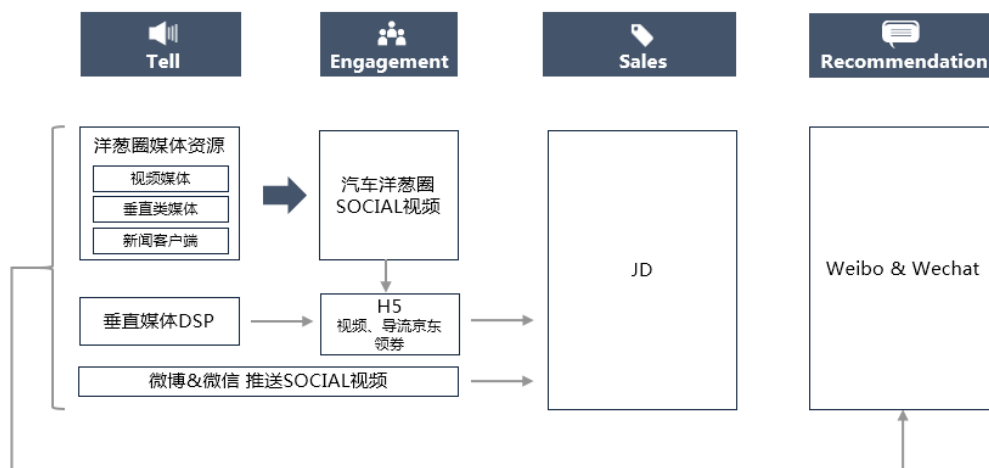 Tell
Engagement
Sales
Recommendation
洋葱圈媒体资源
视频媒体
垂直类媒体
新闻客户端
汽车洋葱圈
SOCIAL视频
JD
Weibo & Wechat
垂直媒体DSP
H5
视频、导流京东
领券
微博&微信 推送SOCIAL视频